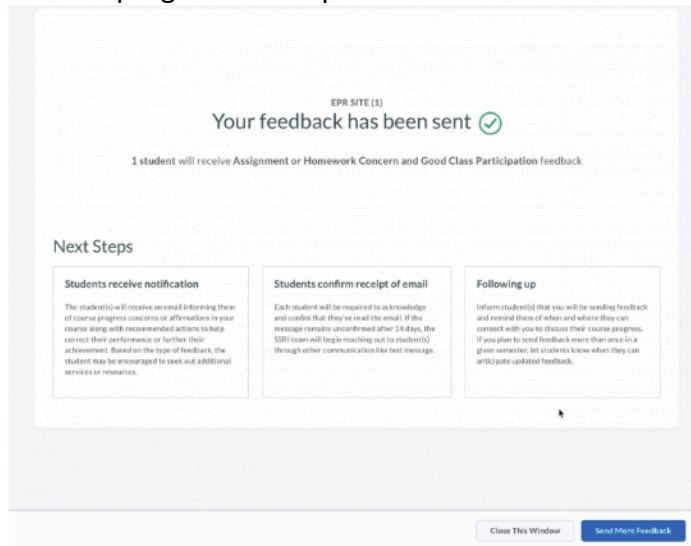 EPR SITE (1)
Your feedback has been sent
1 student will receive Assignment or Homework Concern and Good Class Participation feedback
Next Steps
Students receive notification
The student(s) will receive an email informing them
of course progress concerns or affirmations in your
course along with recommended actions to help
correct their performance or further their
achievement. Based on the type of feedback, the
student may be encouraged to seek out additional
services or resources.
Students confirm receipt of email
Each student will be required to acknowledge
and confirm that they've read the email. If the
message remains unconfirmed after 14 days, the
SSRI team will begin reaching out to student(s)
through other communication like text message.
Following up
Inform student(s) that you will be sending feedback
and remind them of when and where they can
connect with you to discuss their course progress.
If you plan to send feedback more than once in a
given semester, let students know when they can
anticipate updated feedback.
Close This Window
Send More Feedback